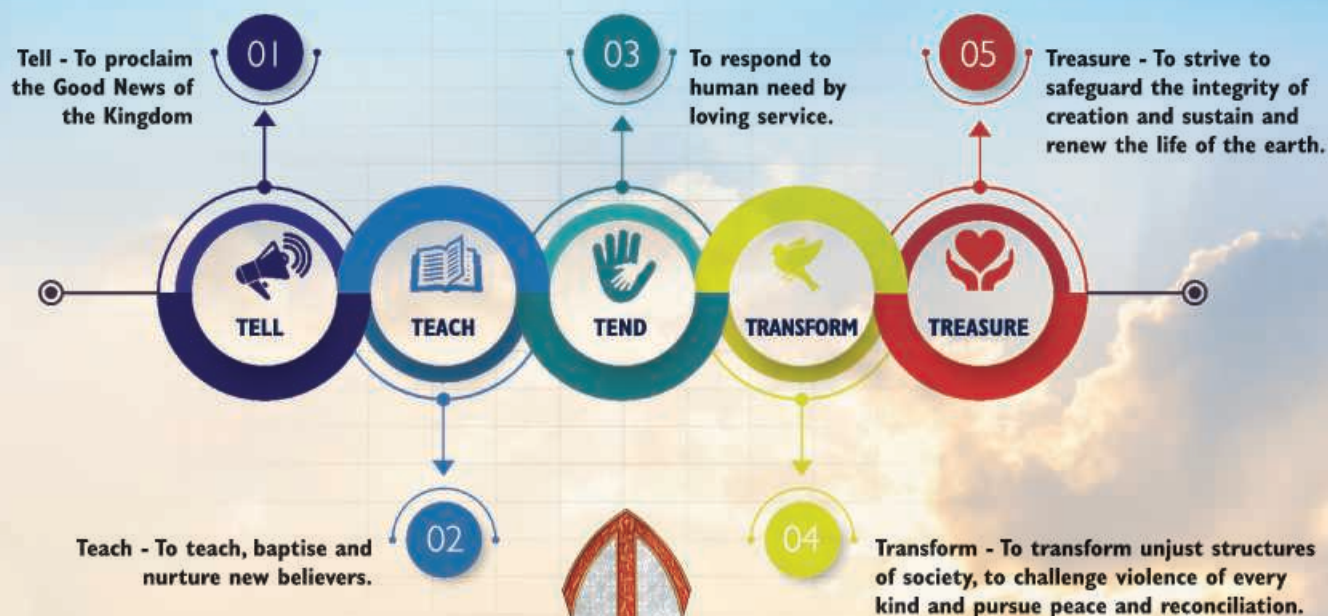 01
Tell - To proclaim
the Good News of
the Kingdom
03
To respond to
human need by
loving service.
05
Treasure - To strive to
safeguard the integrity of
creation and sustain and
renew the life of the earth.
TELL
TEACH
TEND
TRANSFORM
TREASURE
02
Teach - To teach, baptise and
nurture new believers.
04
Transform - To transform unjust structures
of society, to challenge violence of every
kind and pursue peace and reconciliation.